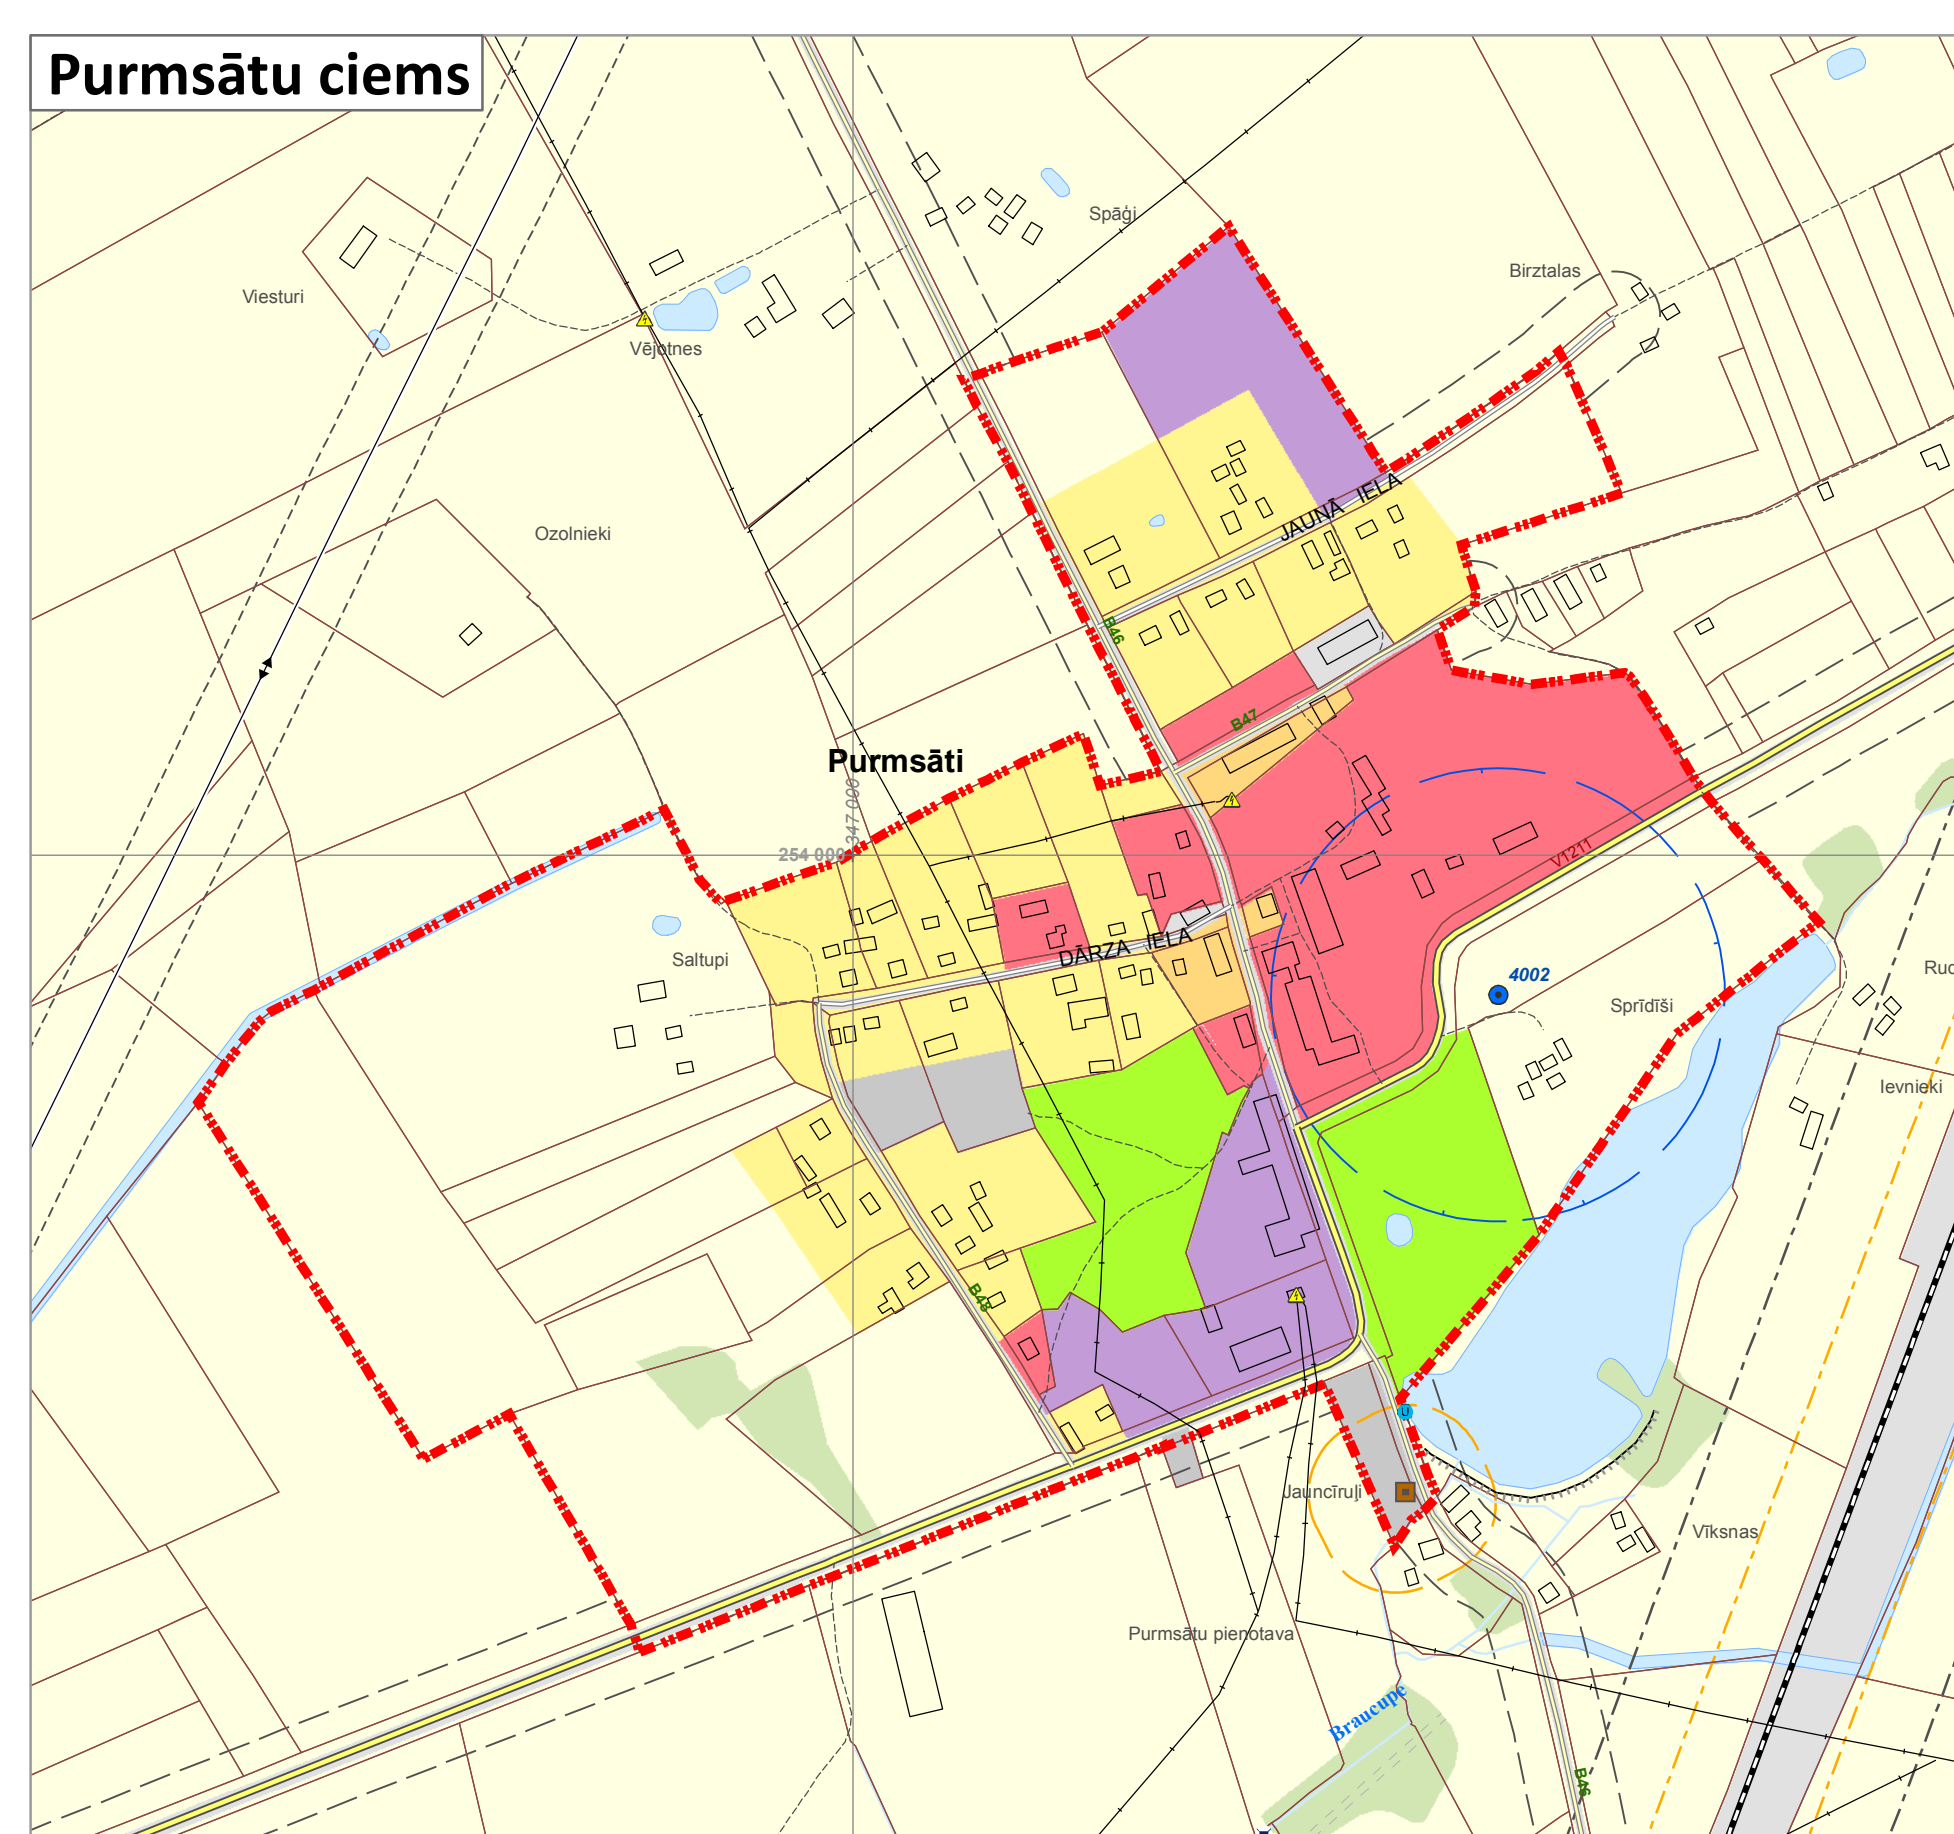 Purmsātu ciems
Spāģi
Birztalas
Viesturi
Vējotnes
JAUNĀ IELA
Ozolnieki
B46
B47
Purmsāti
347 000
254 000
V1211
DĀRZA IELA
Saltupi
4002
Sprīdīši
Ievnieki
B48
U
Jauncīruļi
Vīksnas
Purmsātu pienotava
Braucupe
B46